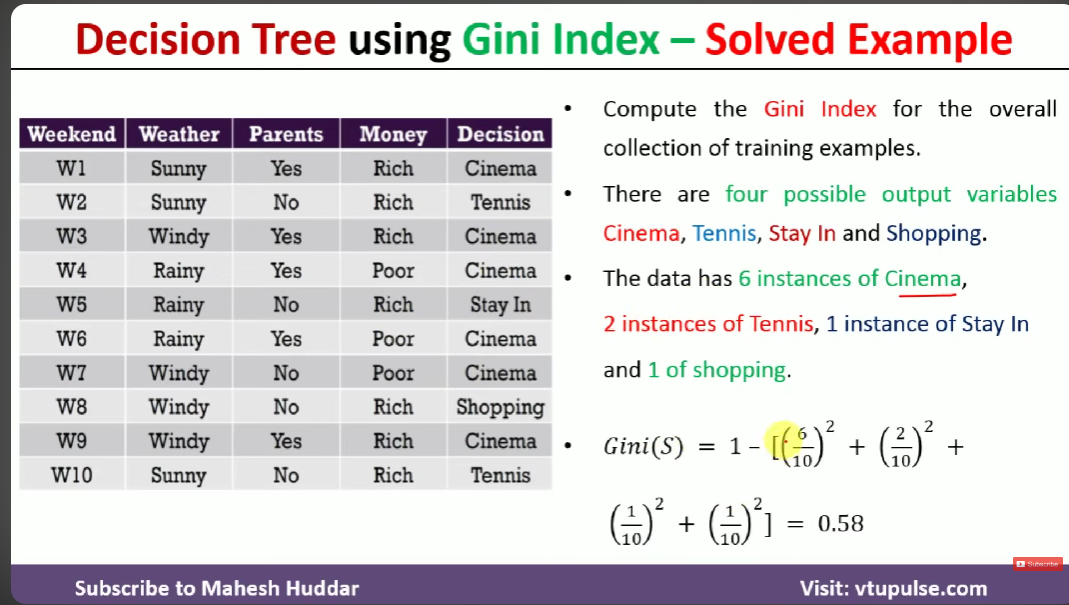 Decision Tree using Gini Index – Solved Example
Weekend Weather Parents Money Decision
W1 Sunny Yes Rich Cinema
W2 Sunny No Rich Tennis
W3 Windy Yes Rich Cinema
W4 Rainy Yes Poor Cinema
W5 Rainy No Rich Stay In
W6 Rainy Yes Poor Cinema
W7 Windy No Poor Cinema
W8 Windy No Rich Shopping
W9 Windy Yes Rich Cinema
W10 Sunny No Rich Tennis
• Compute the Gini Index for the overall
collection of training examples.
• There are four possible output variables
Cinema, Tennis, Stay In and Shopping.
• The data has 6 instances of Cinema,
2 instances of Tennis, 1 instance of Stay In
and 1 of shopping.
• Gini(S) = 1 – [(6/10)² + (2/10)² +
(1/10)² + (1/10)²] = 0.58
Subscribe
Subscribe to Mahesh Huddar
Visit: vtupulse.com